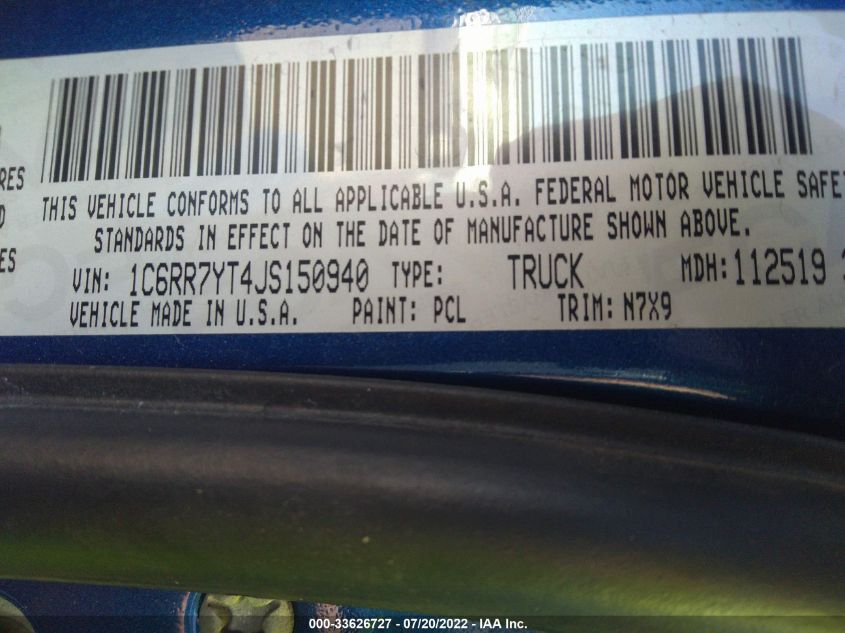 RES
THIS VEHICLE CONFORMS TO ALL APPLICABLE U.S.A. FEDERAL MOTOR VEHICLE SAFE
STANDARDS IN EFFECT ON THE DATE OF MANUFACTURE SHOWN ABOVE.
ES
VIN: 1C6RR7YT4JS150940 TYPE: TRUCK MDH:112519
VEHICLE MADE IN U.S.A. PAINT: PCL TRIM: N7X9
000-33626727 - 07/20/2022 - IAA Inc.